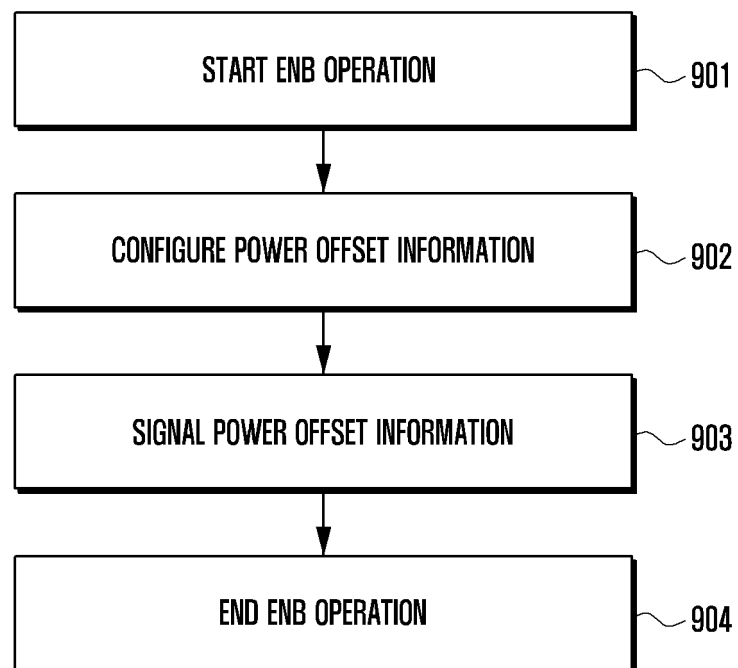 START ENB OPERATION
901
CONFIGURE POWER OFFSET INFORMATION
902
SIGNAL POWER OFFSET INFORMATION
903
END ENB OPERATION
904